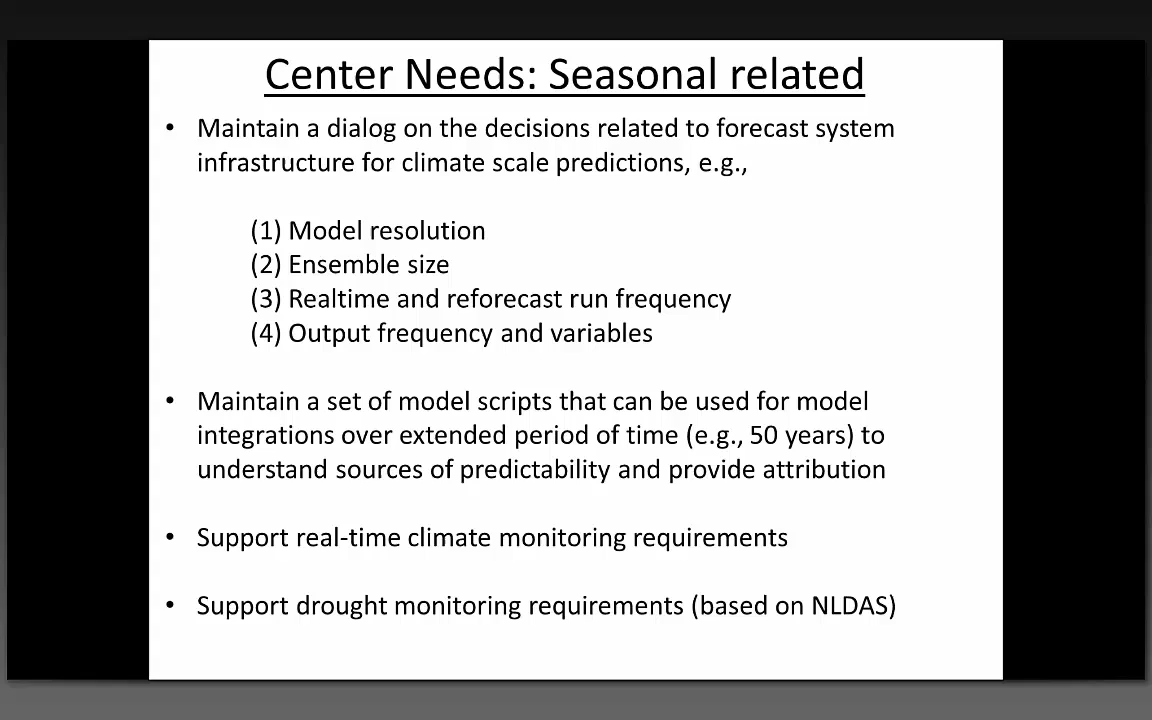 Center Needs: Seasonal related
• Maintain a dialog on the decisions related to forecast system
infrastructure for climate scale predictions, e.g.,
(1) Model resolution
(2) Ensemble size
(3) Realtime and reforecast run frequency
(4) Output frequency and variables
• Maintain a set of model scripts that can be used for model
integrations over extended period of time (e.g., 50 years) to
understand sources of predictability and provide attribution
• Support real-time climate monitoring requirements
• Support drought monitoring requirements (based on NLDAS)